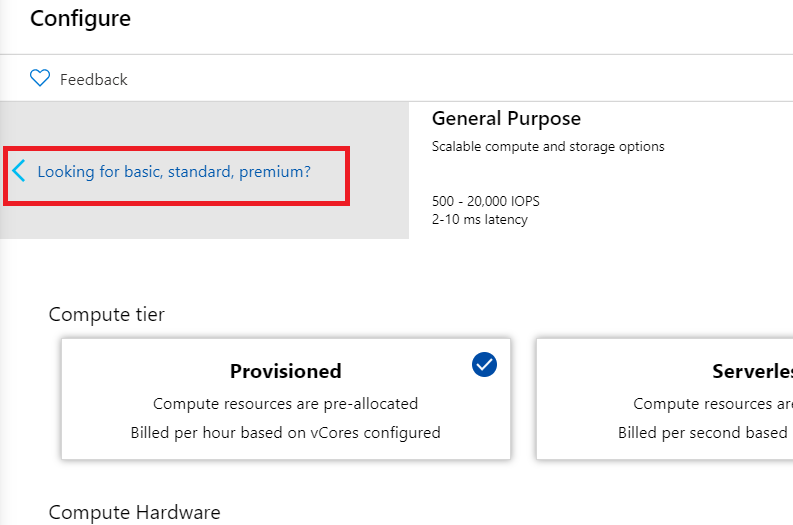 Configure
Feedback
Looking for basic, standard, premium?
General Purpose
Scalable compute and storage options
500 - 20,000 IOPS
2-10 ms latency
Compute tier
Provisioned
Compute resources are pre-allocated
Billed per hour based on vCores configured
Serverles
Compute resources are
Billed per second based
Compute Hardware